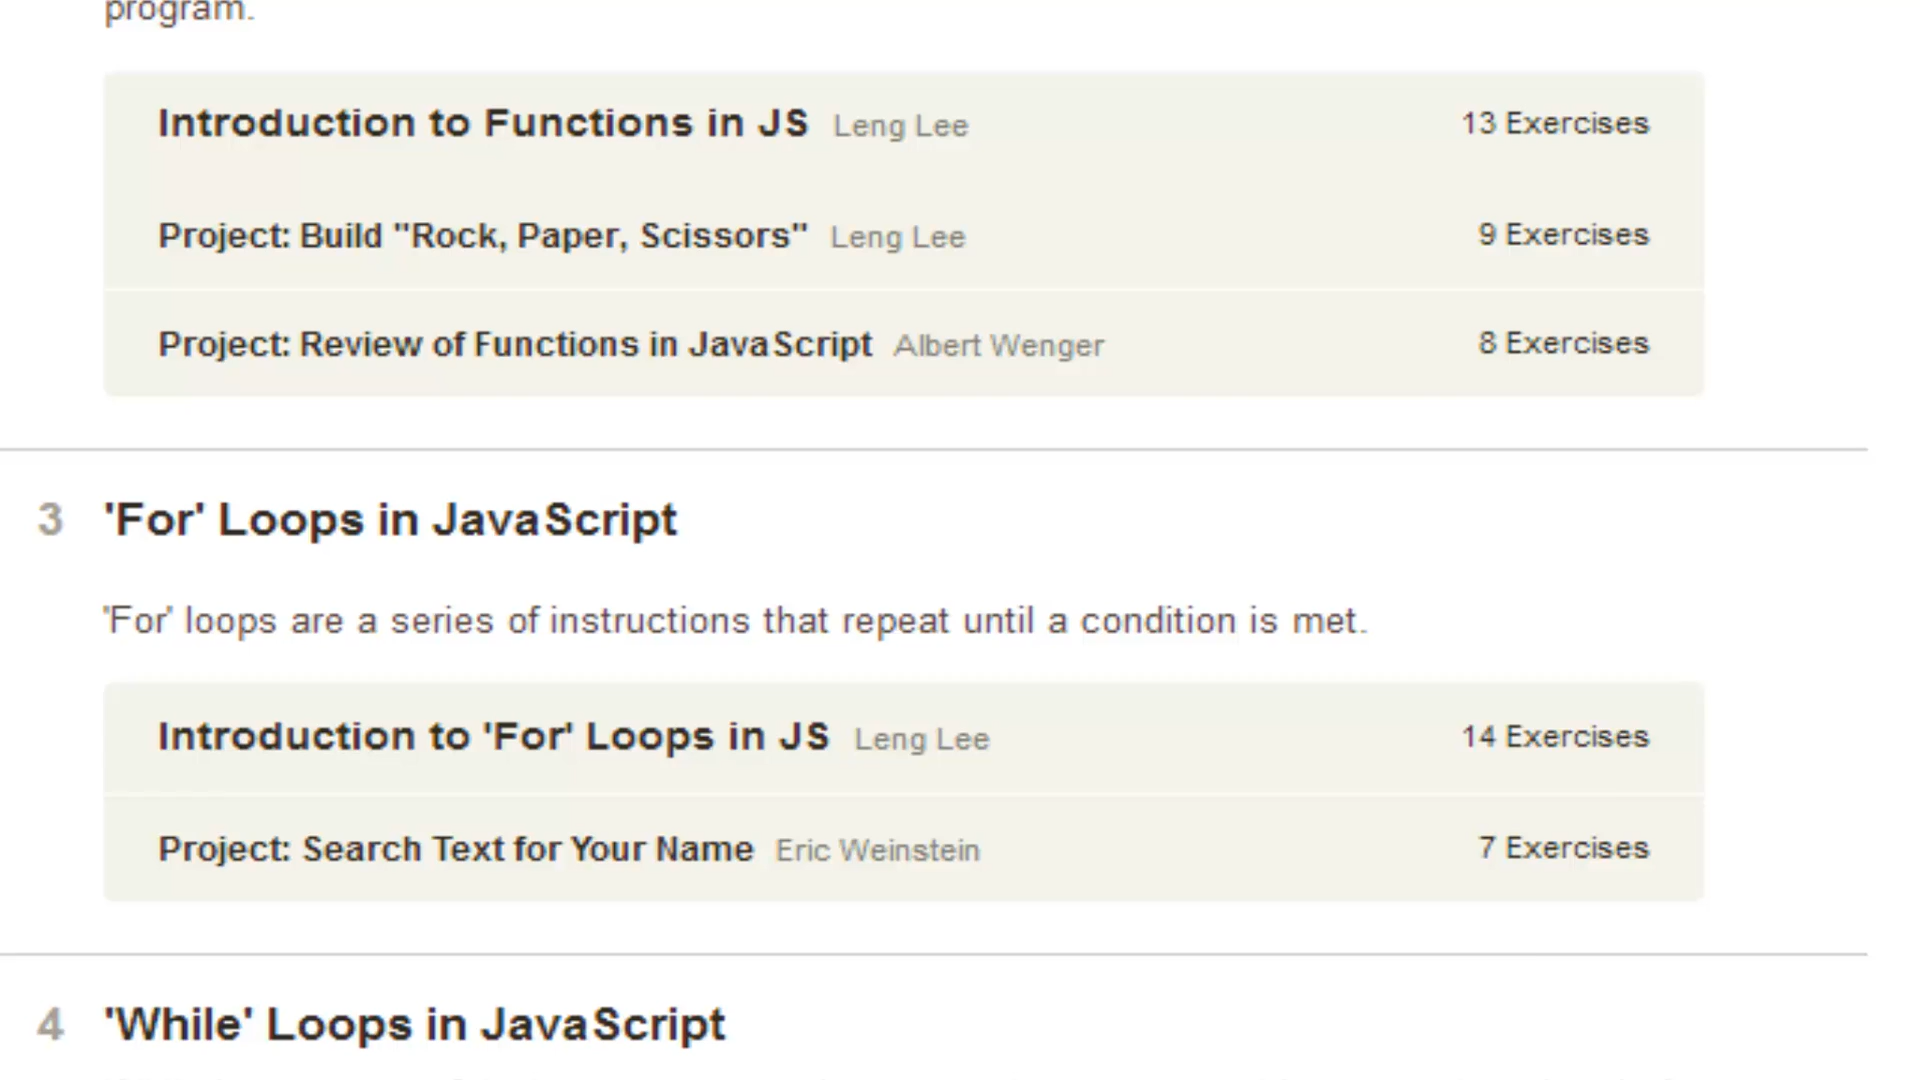 program.
Introduction to Functions in JS Leng Lee 13 Exercises
Project: Build "Rock, Paper, Scissors" Leng Lee 9 Exercises
Project: Review of Functions in JavaScript Albert Wenger 8 Exercises
3 'For' Loops in JavaScript
'For' loops are a series of instructions that repeat until a condition is met.
Introduction to 'For' Loops in JS Leng Lee 14 Exercises
Project: Search Text for Your Name Eric Weinstein 7 Exercises
4 'While' Loops in JavaScript